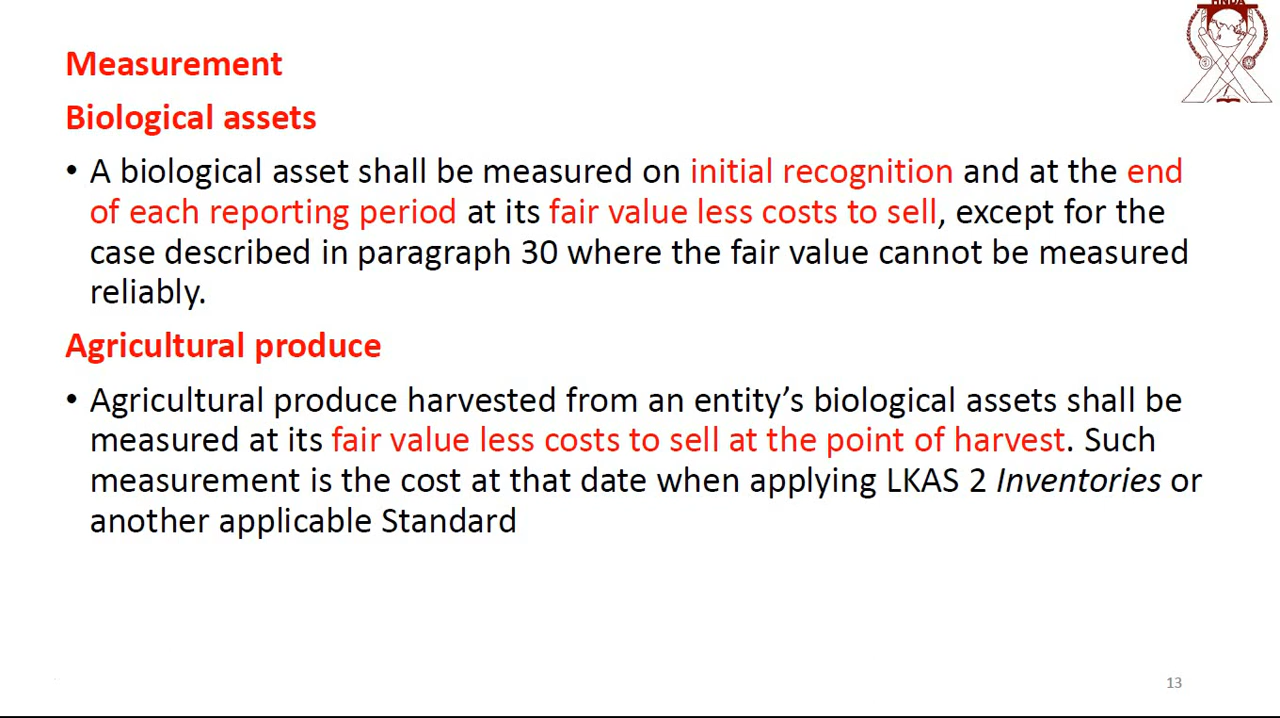 HNDA
Measurement
Biological assets
• A biological asset shall be measured on initial recognition and at the end
of each reporting period at its fair value less costs to sell, except for the
case described in paragraph 30 where the fair value cannot be measured
reliably.
Agricultural produce
• Agricultural produce harvested from an entity’s biological assets shall be
measured at its fair value less costs to sell at the point of harvest. Such
measurement is the cost at that date when applying LKAS 2 Inventories or
another applicable Standard
13